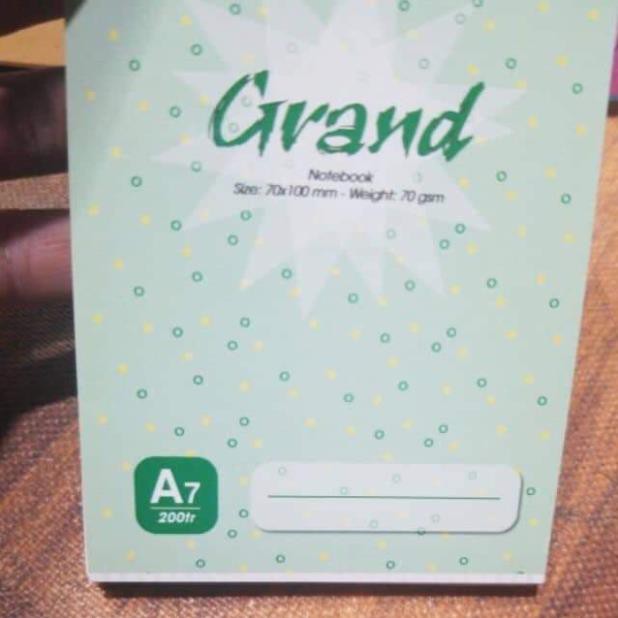 Grand
Notebook
Size: 70x100 mm - Weight: 70 gsm
A7
200tr